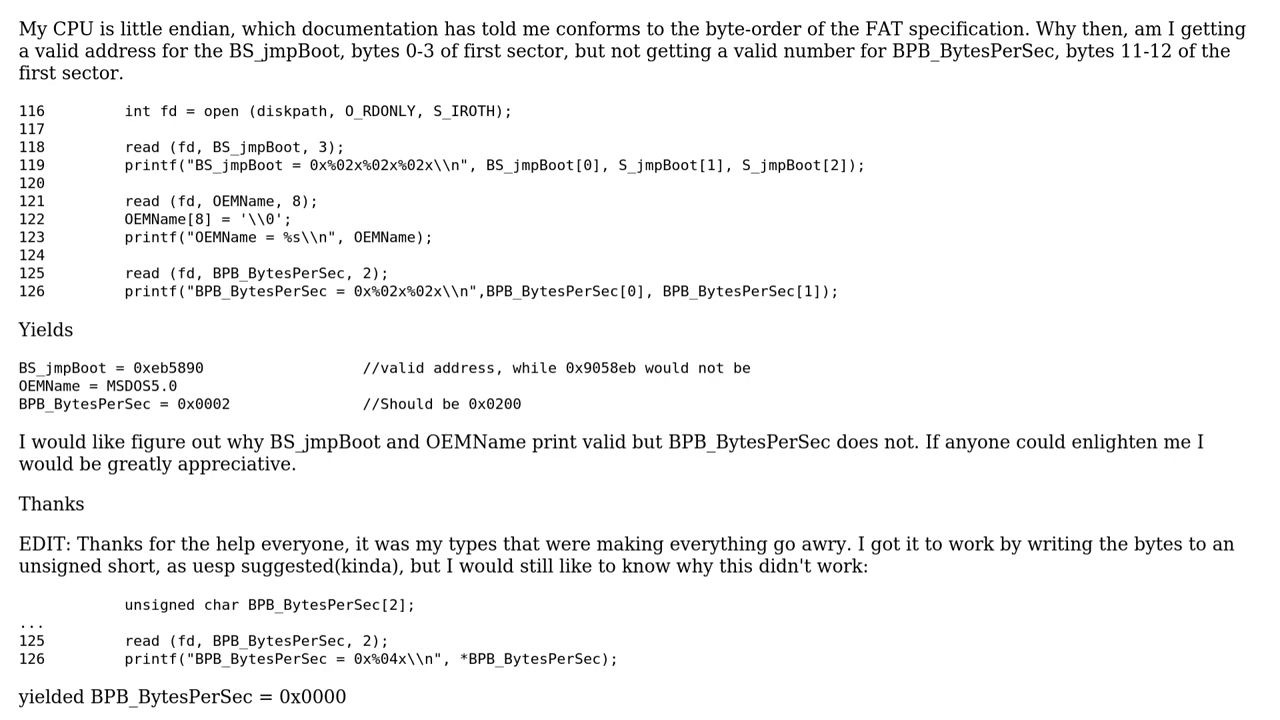 My CPU is little endian, which documentation has told me conforms to the byte-order of the FAT specification. Why then, am I getting
a valid address for the BS_jmpBoot, bytes 0-3 of first sector, but not getting a valid number for BPB_BytesPerSec, bytes 11-12 of the
first sector.
116 int fd = open (diskpath, O_RDONLY, S_IROTH);
117
118 read (fd, BS_jmpBoot, 3);
119 printf("BS_jmpBoot = 0x%02x%02x%02x\\n", BS_jmpBoot[0], S_jmpBoot[1], S_jmpBoot[2]);
120
121 read (fd, OEMName, 8);
122 OEMName[8] = '\\0';
123 printf("OEMName = %s\\n", OEMName);
124
125 read (fd, BPB_BytesPerSec, 2);
126 printf("BPB_BytesPerSec = 0x%02x%02x\\n",BPB_BytesPerSec[0], BPB_BytesPerSec[1]);
Yields
BS_jmpBoot = 0xeb5890 //valid address, while 0x9058eb would not be
OEMName = MSDOS5.0
BPB_BytesPerSec = 0x0002 //Should be 0x0200
I would like figure out why BS_jmpBoot and OEMName print valid but BPB_BytesPerSec does not. If anyone could enlighten me I
would be greatly appreciative.
Thanks
EDIT: Thanks for the help everyone, it was my types that were making everything go awry. I got it to work by writing the bytes to an
unsigned short, as uesp suggested(kinda), but I would still like to know why this didn't work:
unsigned char BPB_BytesPerSec[2];
...
125 read (fd, BPB_BytesPerSec, 2);
126 printf("BPB_BytesPerSec = 0x%04x\\n", *BPB_BytesPerSec);
yielded BPB_BytesPerSec = 0x0000